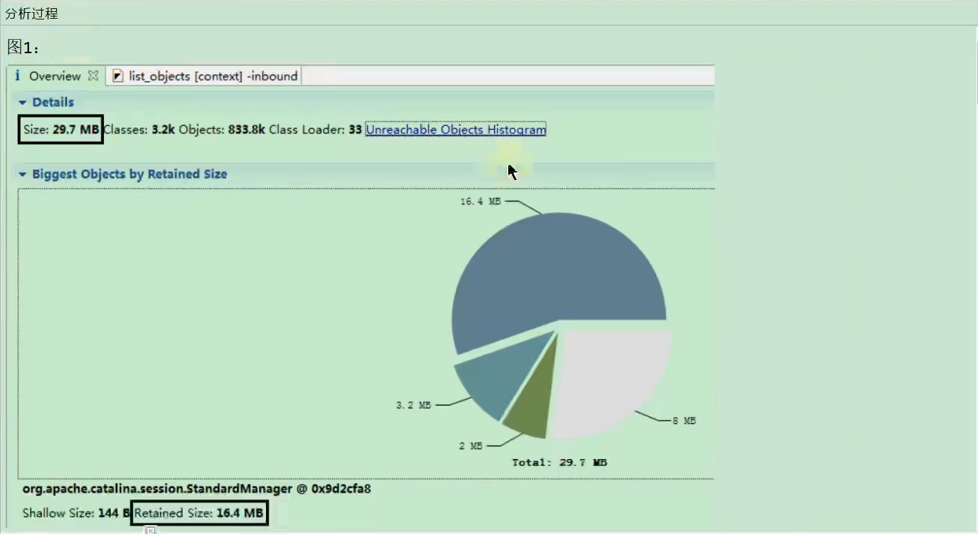 分析过程
图1:
i Overview list_objects [context] -inbound
Details
Size: 29.7 MB Classes: 3.2k Objects: 833.8k Class Loader: 33 Unreachable Objects Histogram
Biggest Objects by Retained Size
16.4 MB
3.2 MB
8 MB
2 MB
Total: 29.7 MB
org.apache.catalina.session.StandardManager @ 0x9d2cfa8
Shallow Size: 144 B Retained Size: 16.4 MB